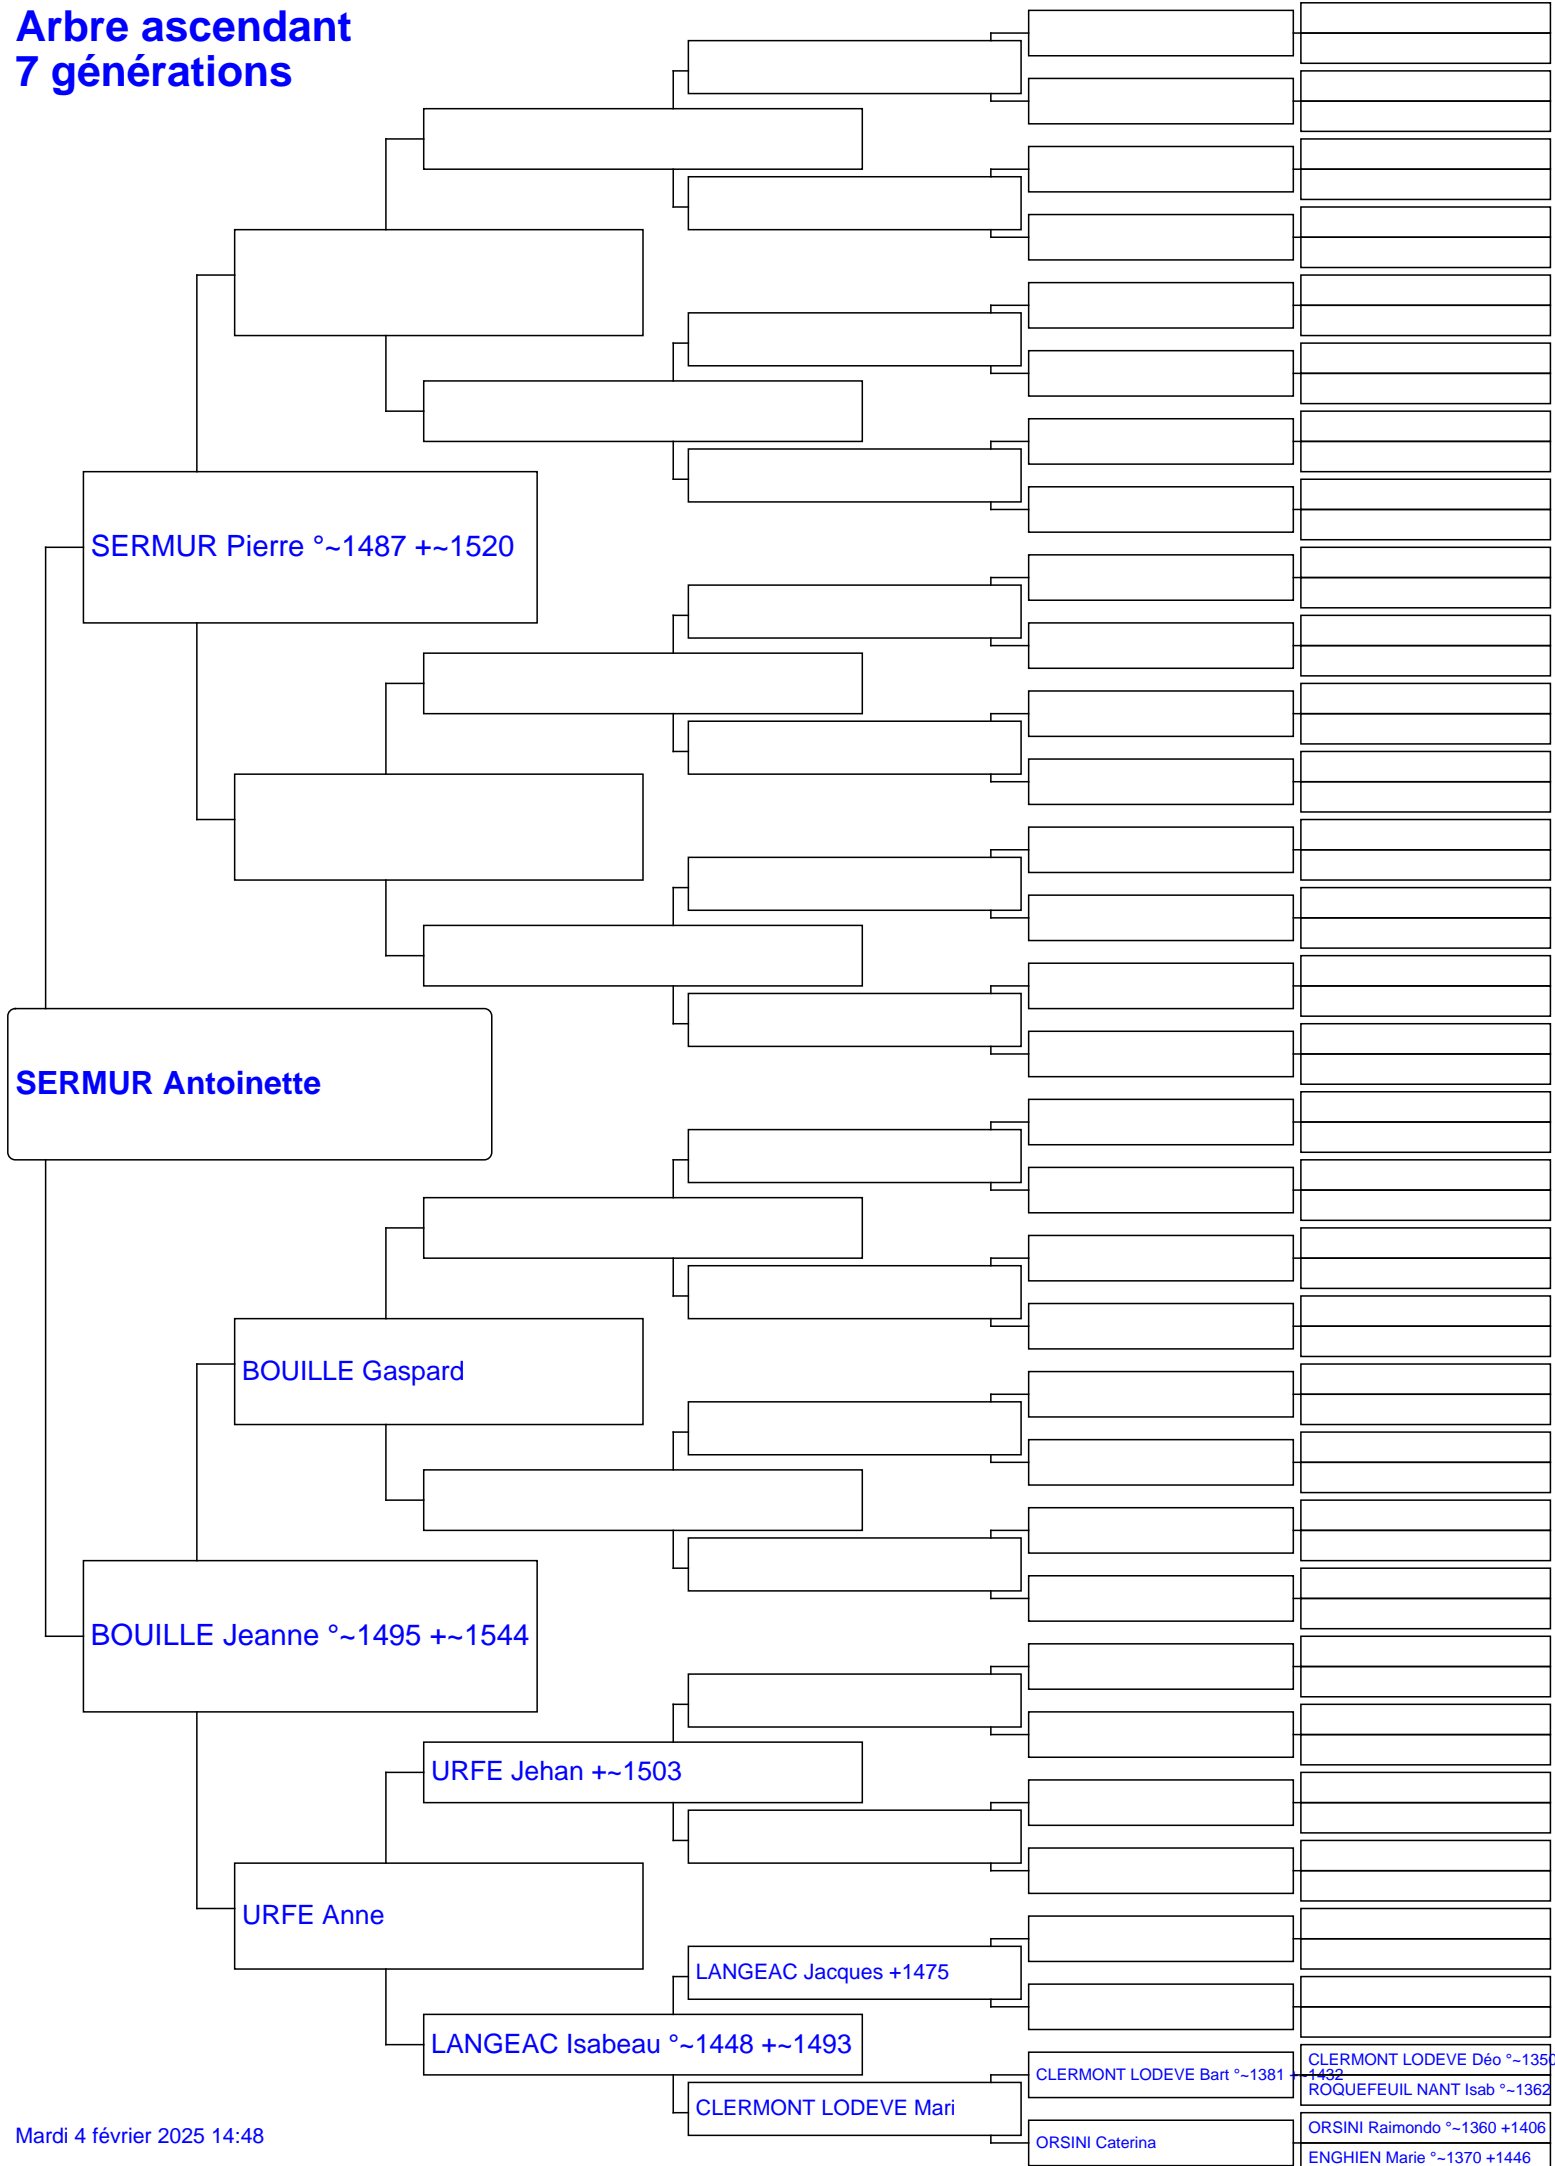 Arbre ascendant
7 générations
SERMUR Pierre °~1487 +~1520
SERMUR Antoinette
BOUILLE Gaspard
BOUILLE Jeanne °~1495 +~1544
URFE Jehan +~1503
URFE Anne
LANGEAC Jacques +1475
LANGEAC Isabeau °~1448 +~1493
CLERMONT LODEVE Déo °~1350
CLERMONT LODEVE Bart °~1381 +~1432
ROQUEFEUIL NANT Isab °~1362
CLERMONT LODEVE Mari
ORSINI Raimondo °~1360 +1406
ORSINI Caterina
ENGHIEN Marie °~1370 +1446
Mardi 4 février 2025 14:48